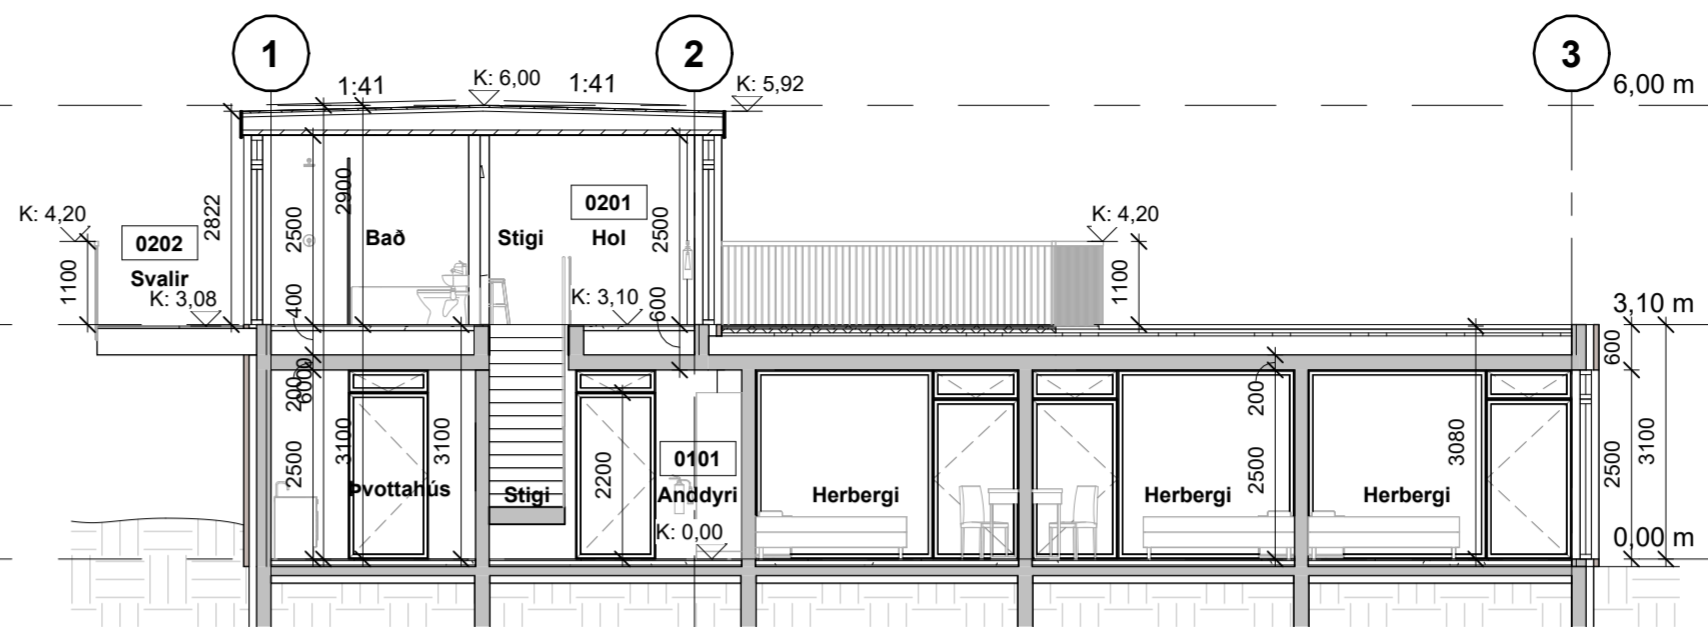 1
2
3
1:41
K: 6,00
1:41
K: 5,92
6,00 m
2900
2822
2500
0201
2500
K: 4,20
K: 4,20
0202
Bað
Stigi
Hol
Svalir
1100
1100
K: 3,08
400
K: 3,10
600
3,10 m
600
200
600
200
3100
3100
3080
3100
2500
2200
0101
2500
2500
Þvottahús
Stigi
Anddyri
Herbergi
Herbergi
Herbergi
K: 0,00
0,00 m